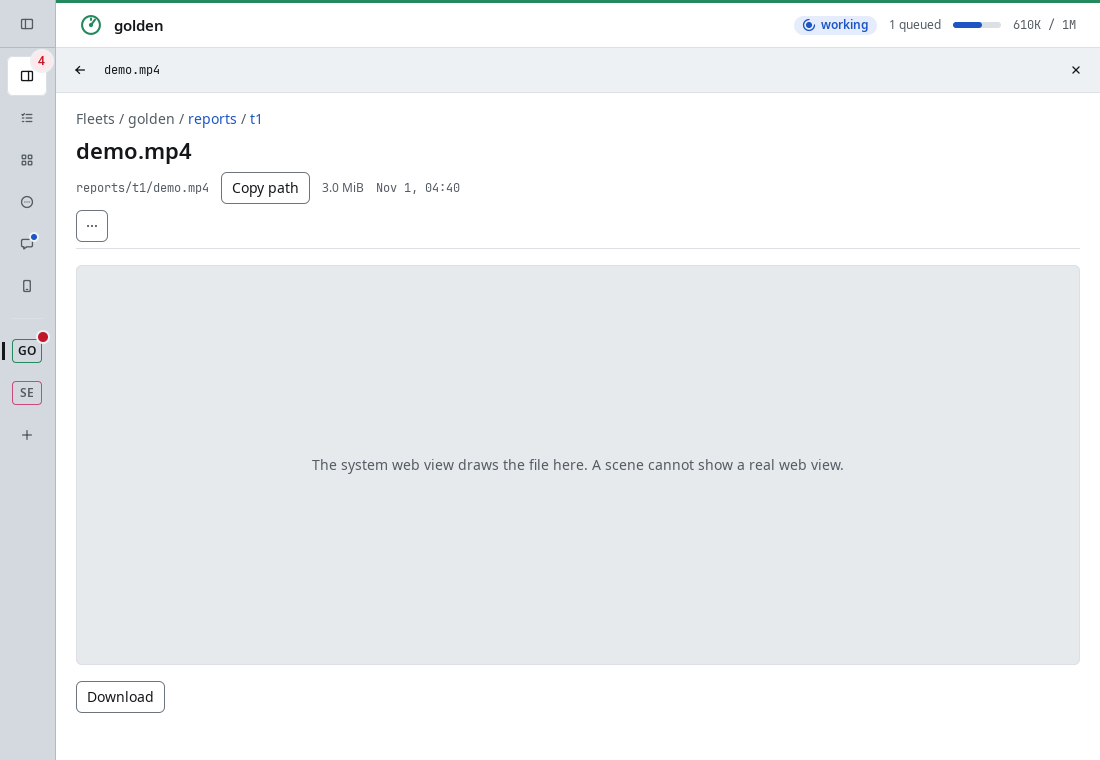 golden
working
1 queued
610K / 1M
4
demo.mp4
Fleets / golden / reports / t1
demo.mp4
reports/t1/demo.mp4
Copy path
3.0 MiB
Nov 1, 04:40
...
The system web view draws the file here. A scene cannot show a real web view.
GO
SE
Download